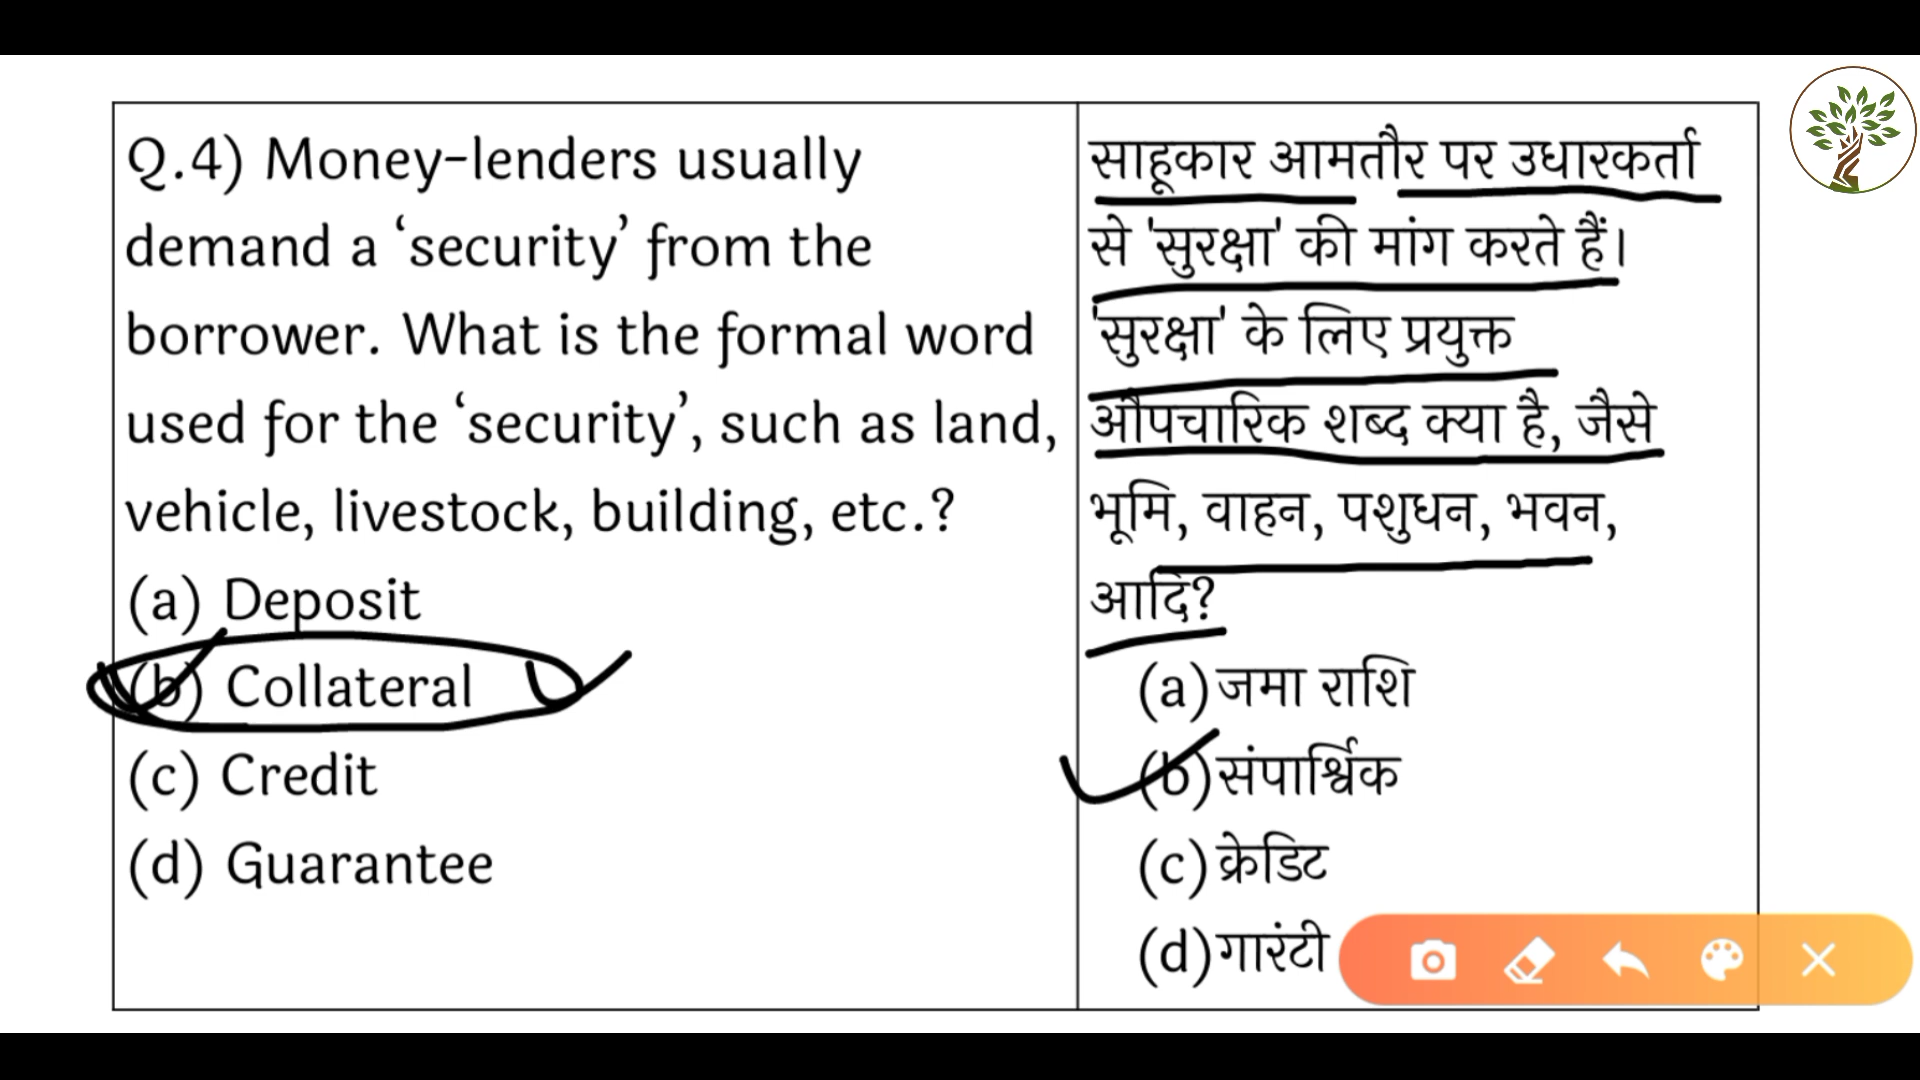 Q.4) Money-lenders usually
demand a ‘security’ from the
borrower. What is the formal word
used for the ‘security’, such as land,
vehicle, livestock, building, etc.?
(a) Deposit
(b) Collateral
(c) Credit
(d) Guarantee
साहूकार आमतौर पर उधारकर्ता
से 'सुरक्षा' की मांग करते हैं।
'सुरक्षा' के लिए प्रयुक्त
औपचारिक शब्द क्या है, जैसे
भूमि, वाहन, पशुधन, भवन,
आदि?
(a) जमा राशि
(b) संपार्श्विक
(c) क्रेडिट
(d) गारंटी